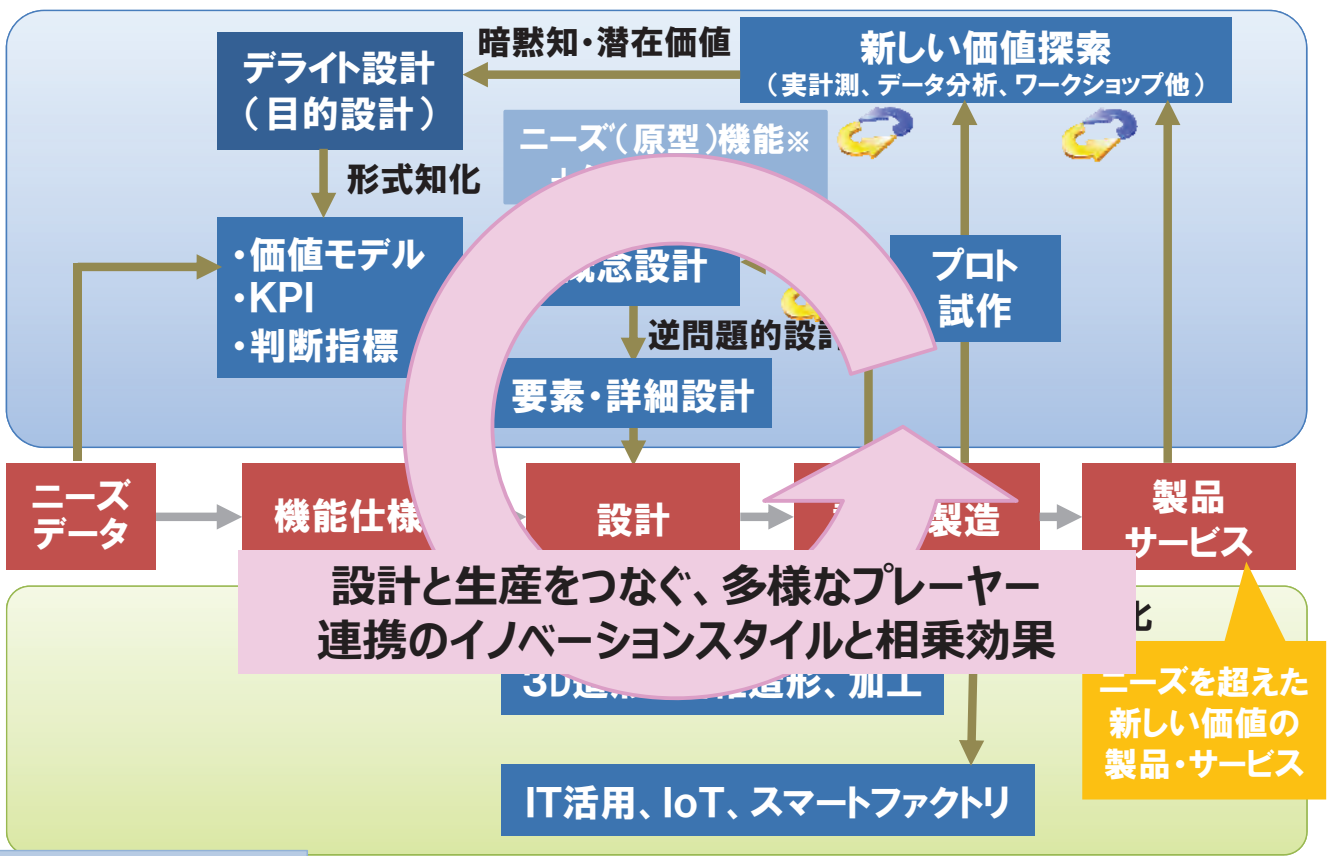 暗黙知・潜在価値
新しい価値探索
（実計測、データ分析、ワークショップ他）
デライト設計
（目的設計）
ニーズ（原型）機能※
形式知化
・価値モデル
・KPI
・判断指標
念設計
プロト
試作
逆問題的設計
要素・詳細設計
ニーズ
データ
機能仕様
設計
製造
製品
サービス
設計と生産をつなぐ、多様なプレーヤー
連携のイノベーションスタイルと相乗効果
化
3D造形、加工
IT活用、IoT、スマートファクトリ
ニーズを超えた
新しい価値の
製品・サービス